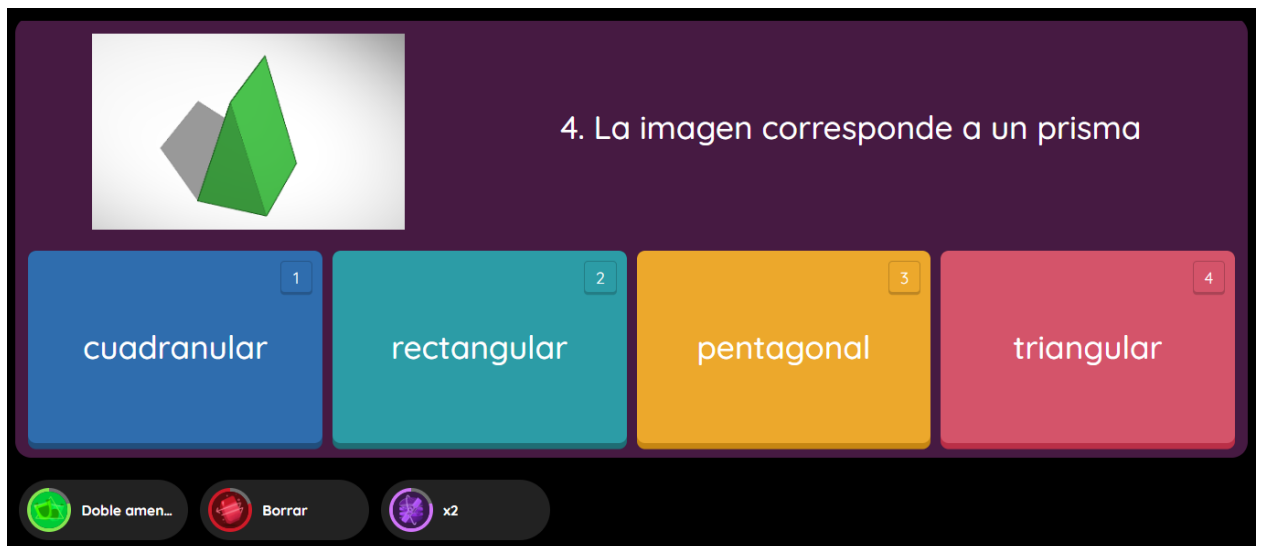 4. La imagen corresponde a un prisma
1
cuadranular
2
rectangular
3
pentagonal
4
triangular
Doble amen...
Borrar
x2